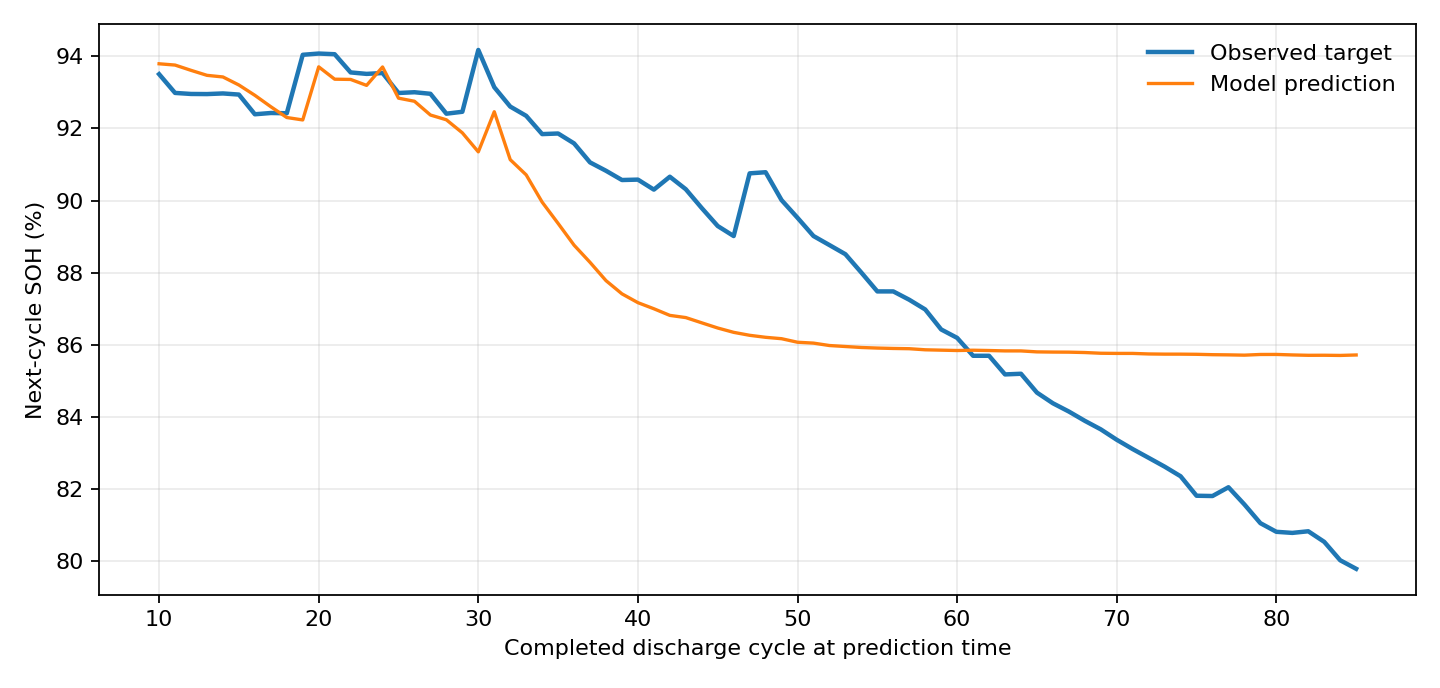 Observed target
Model prediction
Next-cycle SOH (%)
94
92
90
88
86
84
82
80
10 20 30 40 50 60 70 80
Completed discharge cycle at prediction time